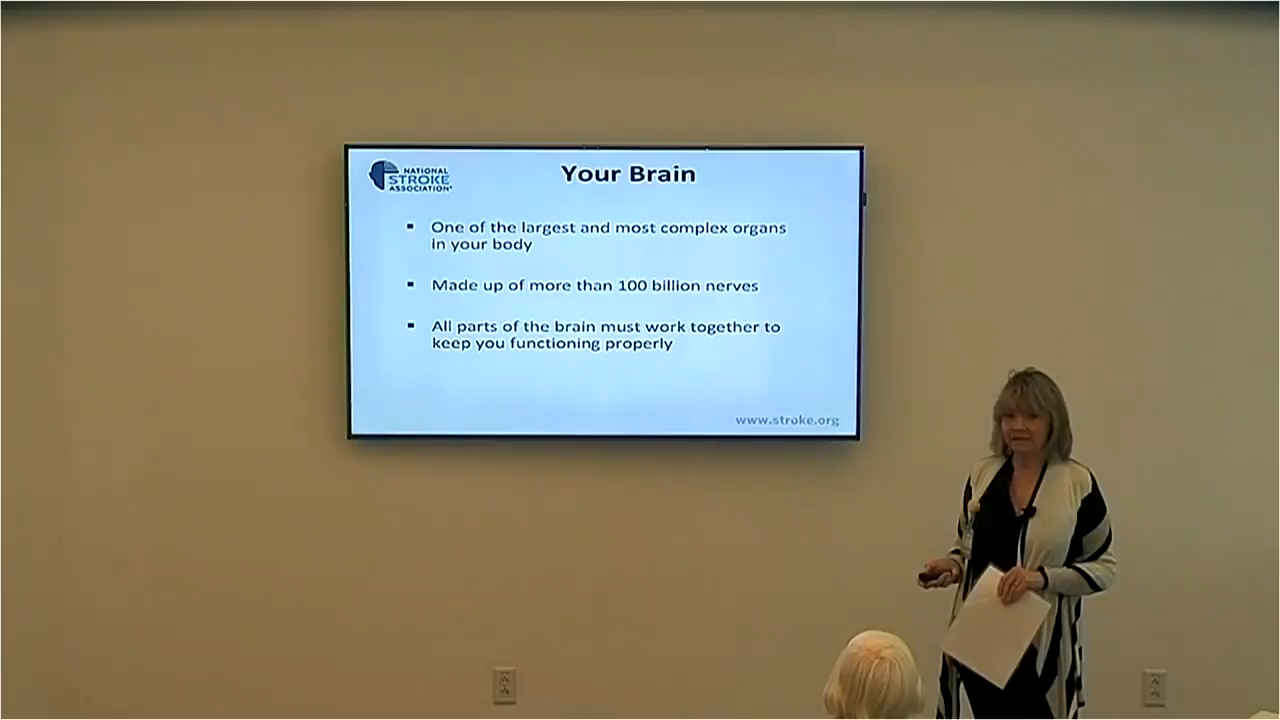 NATIONAL
STROKE
ASSOCIATION®
Your Brain
▪ One of the largest and most complex organs
in your body
▪ Made up of more than 100 billion nerves
▪ All parts of the brain must work together to
keep you functioning properly
www.stroke.org